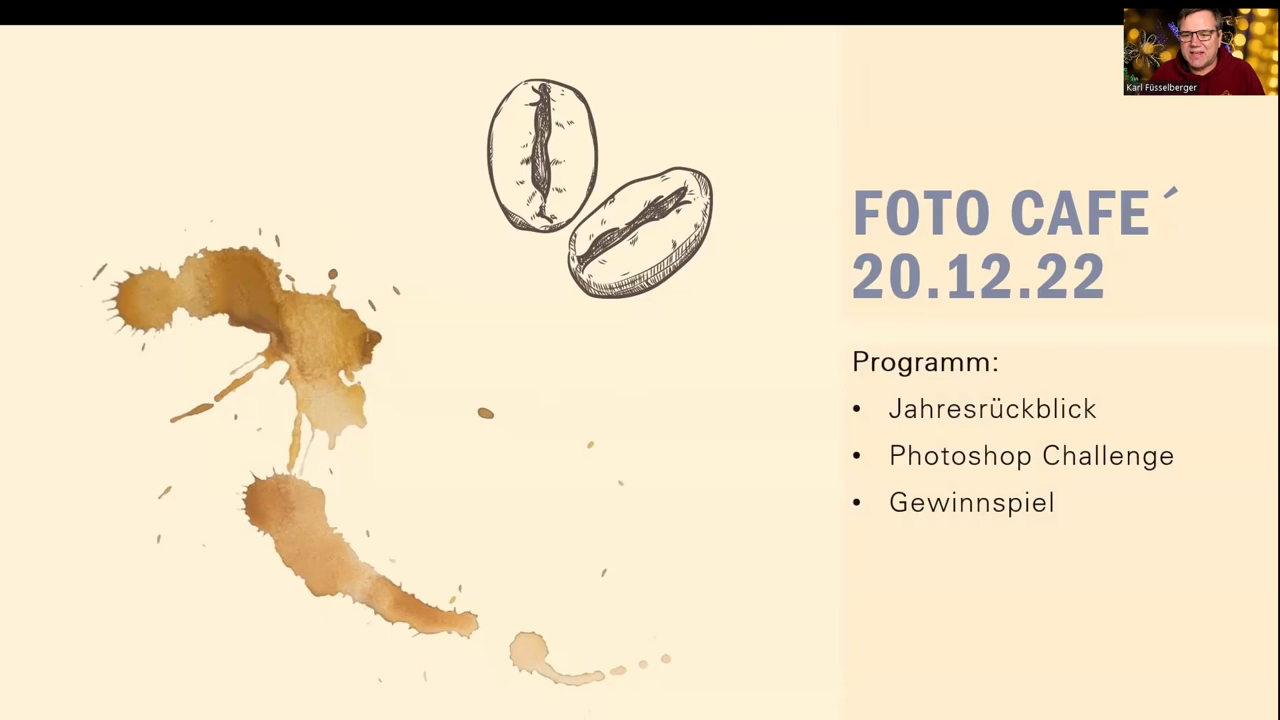 Karl Füsselberger
FOTO CAFE´
20.12.22
Programm:
• Jahresrückblick
• Photoshop Challenge
• Gewinnspiel